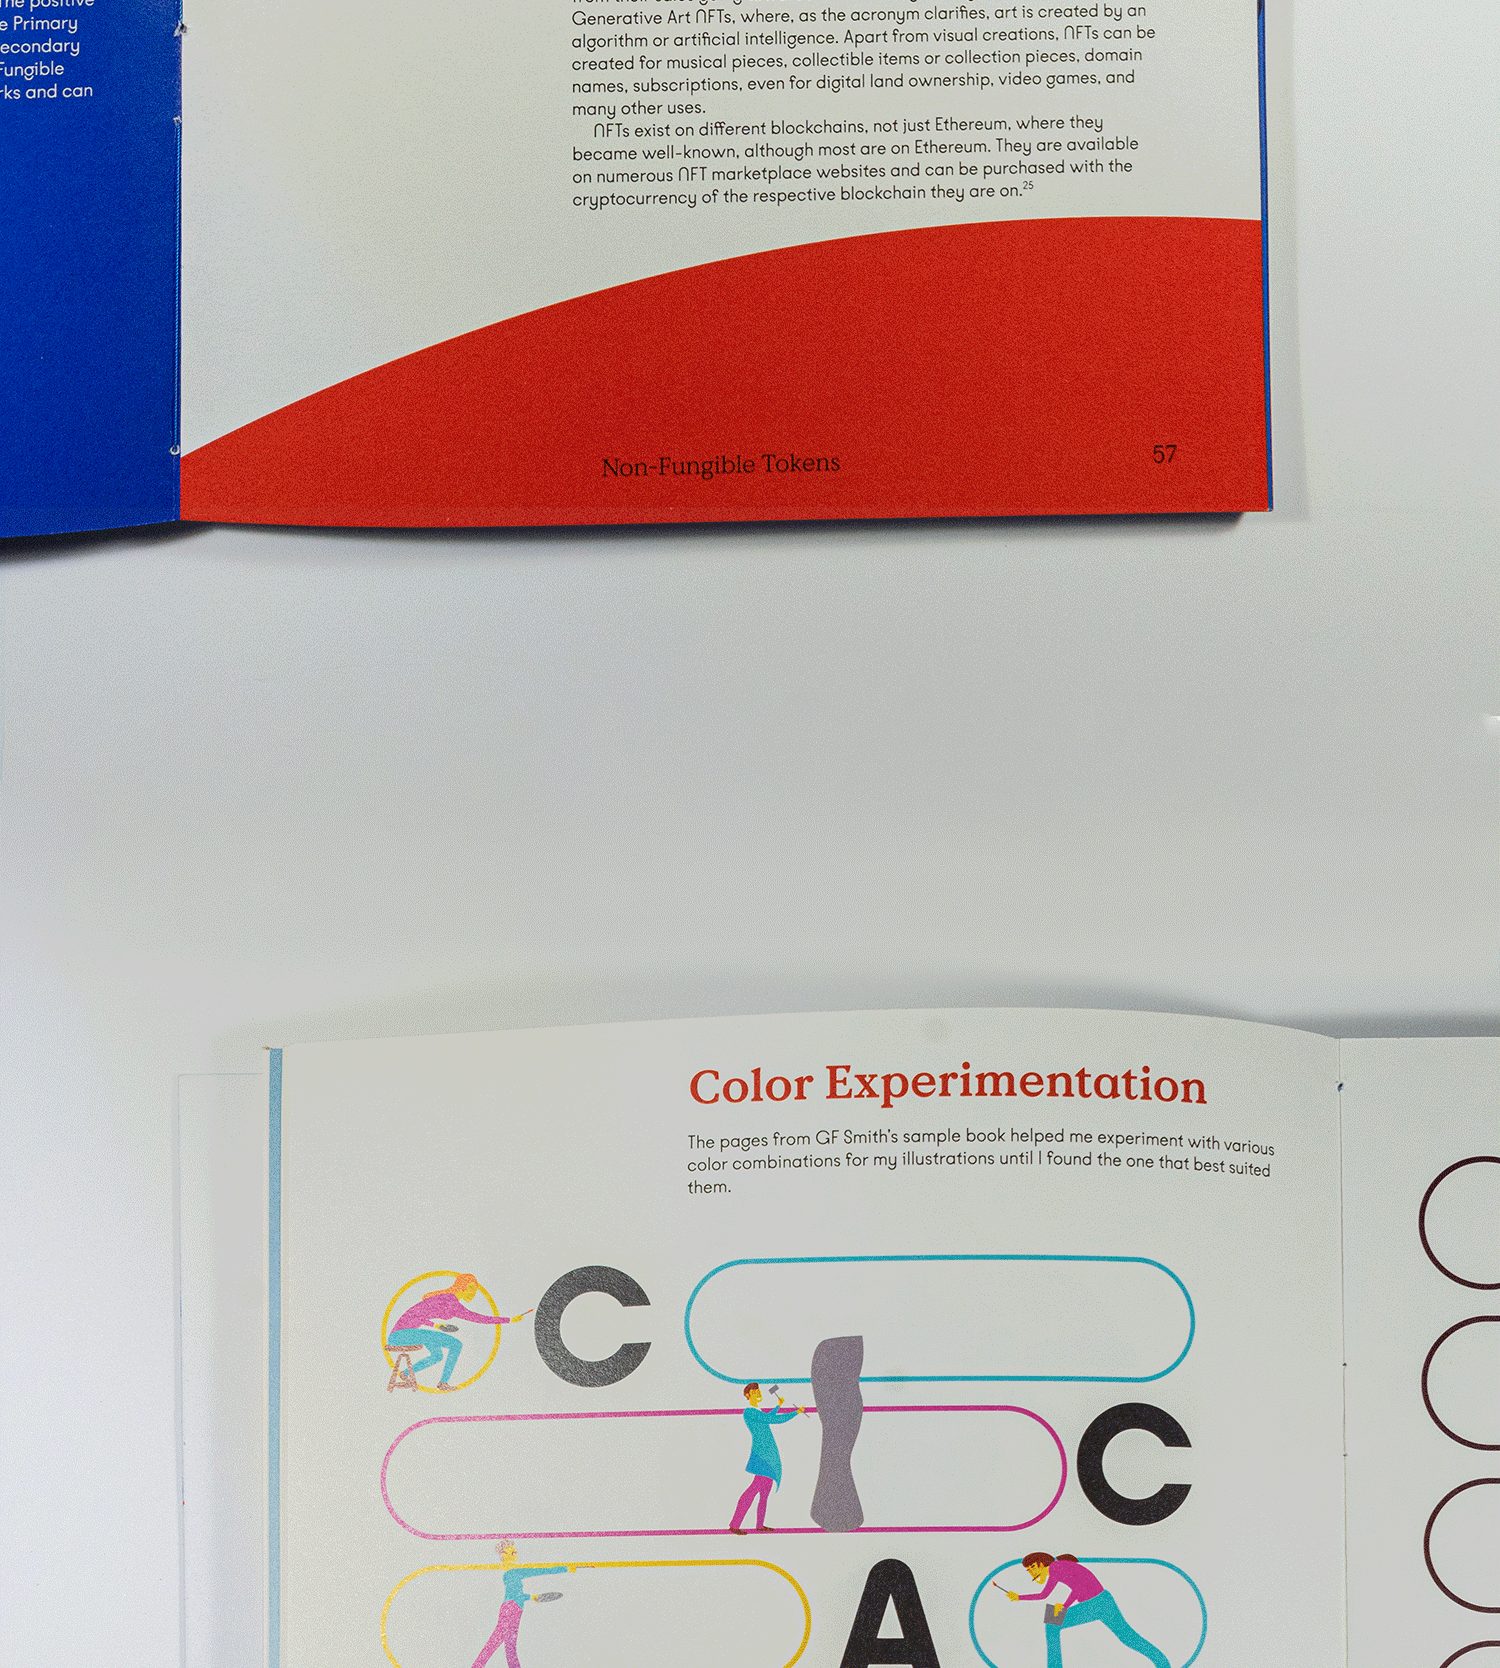 The positive
e Primary
econdary
Fungible
rks and can
Generative Art NFTs, where, as the acronym clarifies, art is created by an
algorithm or artificial intelligence. Apart from visual creations, NFTs can be
created for musical pieces, collectible items or collection pieces, domain
names, subscriptions, even for digital land ownership, video games, and
many other uses.
NFTs exist on different blockchains, not just Ethereum, where they
became well-known, although most are on Ethereum. They are available
on numerous NFT marketplace websites and can be purchased with the
cryptocurrency of the respective blockchain they are on.25
Non-Fungible Tokens
57
Color Experimentation
The pages from GF Smith's sample book helped me experiment with various
color combinations for my illustrations until I found the one that best suited
them.
C
C
A